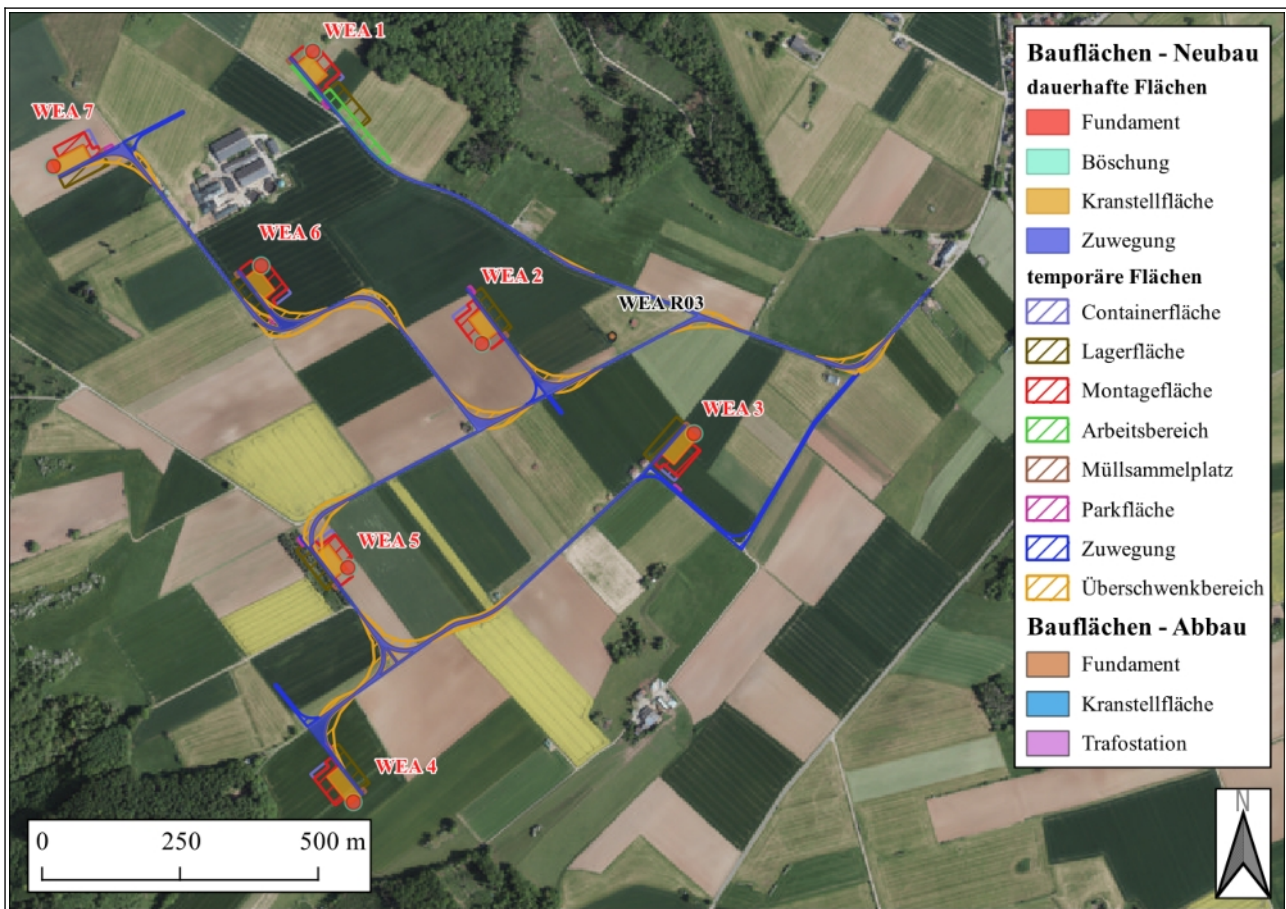 WEA 1
WEA 7
WEA 6
WEA 2
WEA R03
WEA 3
WEA 5
WEA 4
0 250 500 m
Bauflächen - Neubau
dauerhafte Flächen
Fundament
Böschung
Kranstellfläche
Zuwegung
temporäre Flächen
Containerfläche
Lagerfläche
Montagefläche
Arbeitsbereich
Müllsammelplatz
Parkfläche
Zuwegung
Überschwenkbereich
Bauflächen - Abbau
Fundament
Kranstellfläche
Trafostation
N